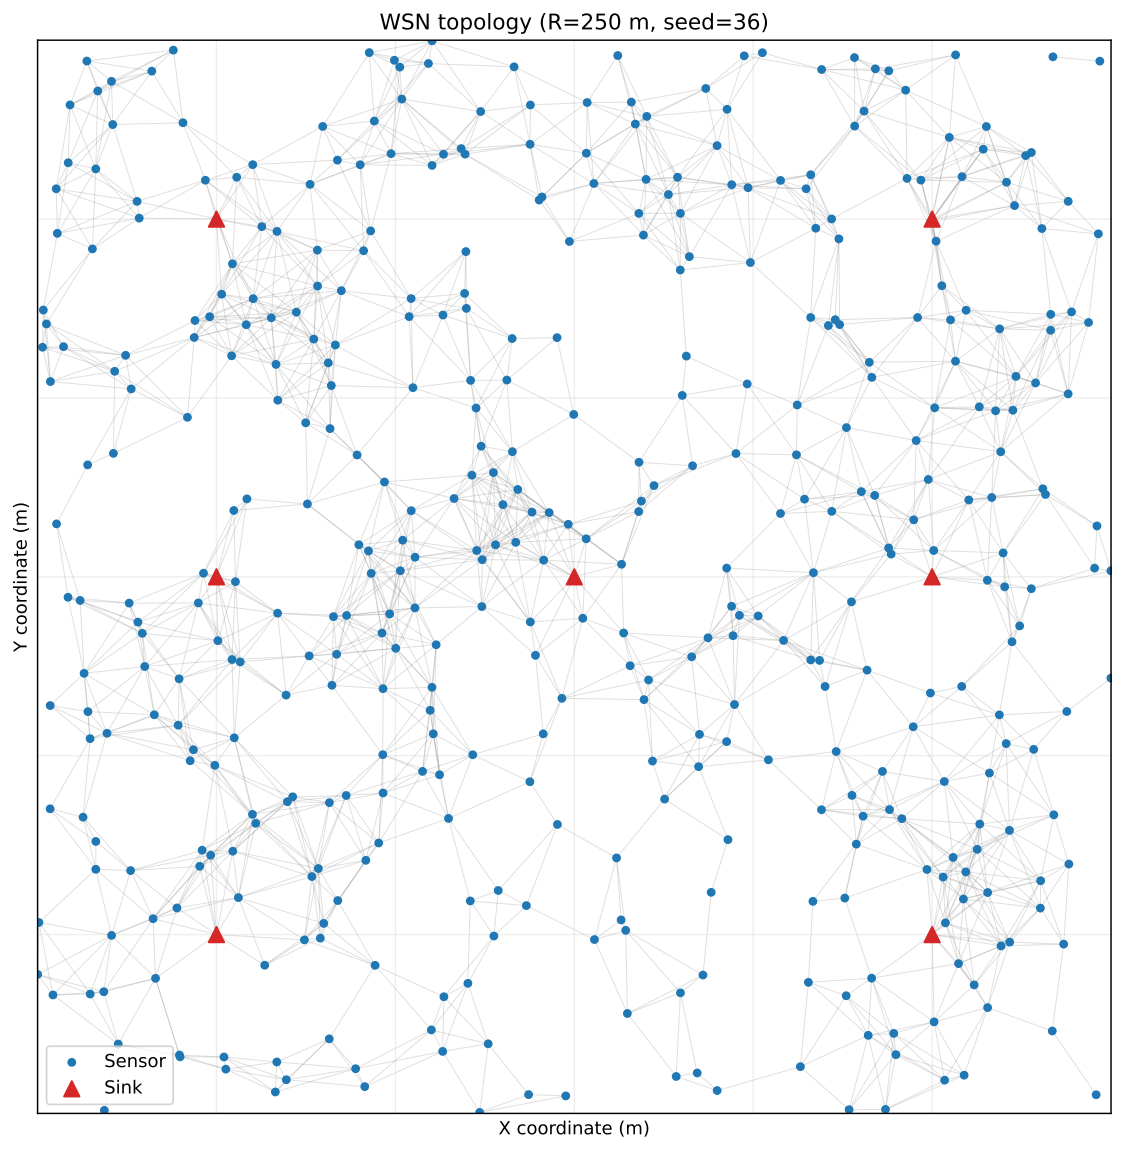 WSN topology (R=250 m, seed=36)
Y coordinate (m)
Sensor
Sink
X coordinate (m)